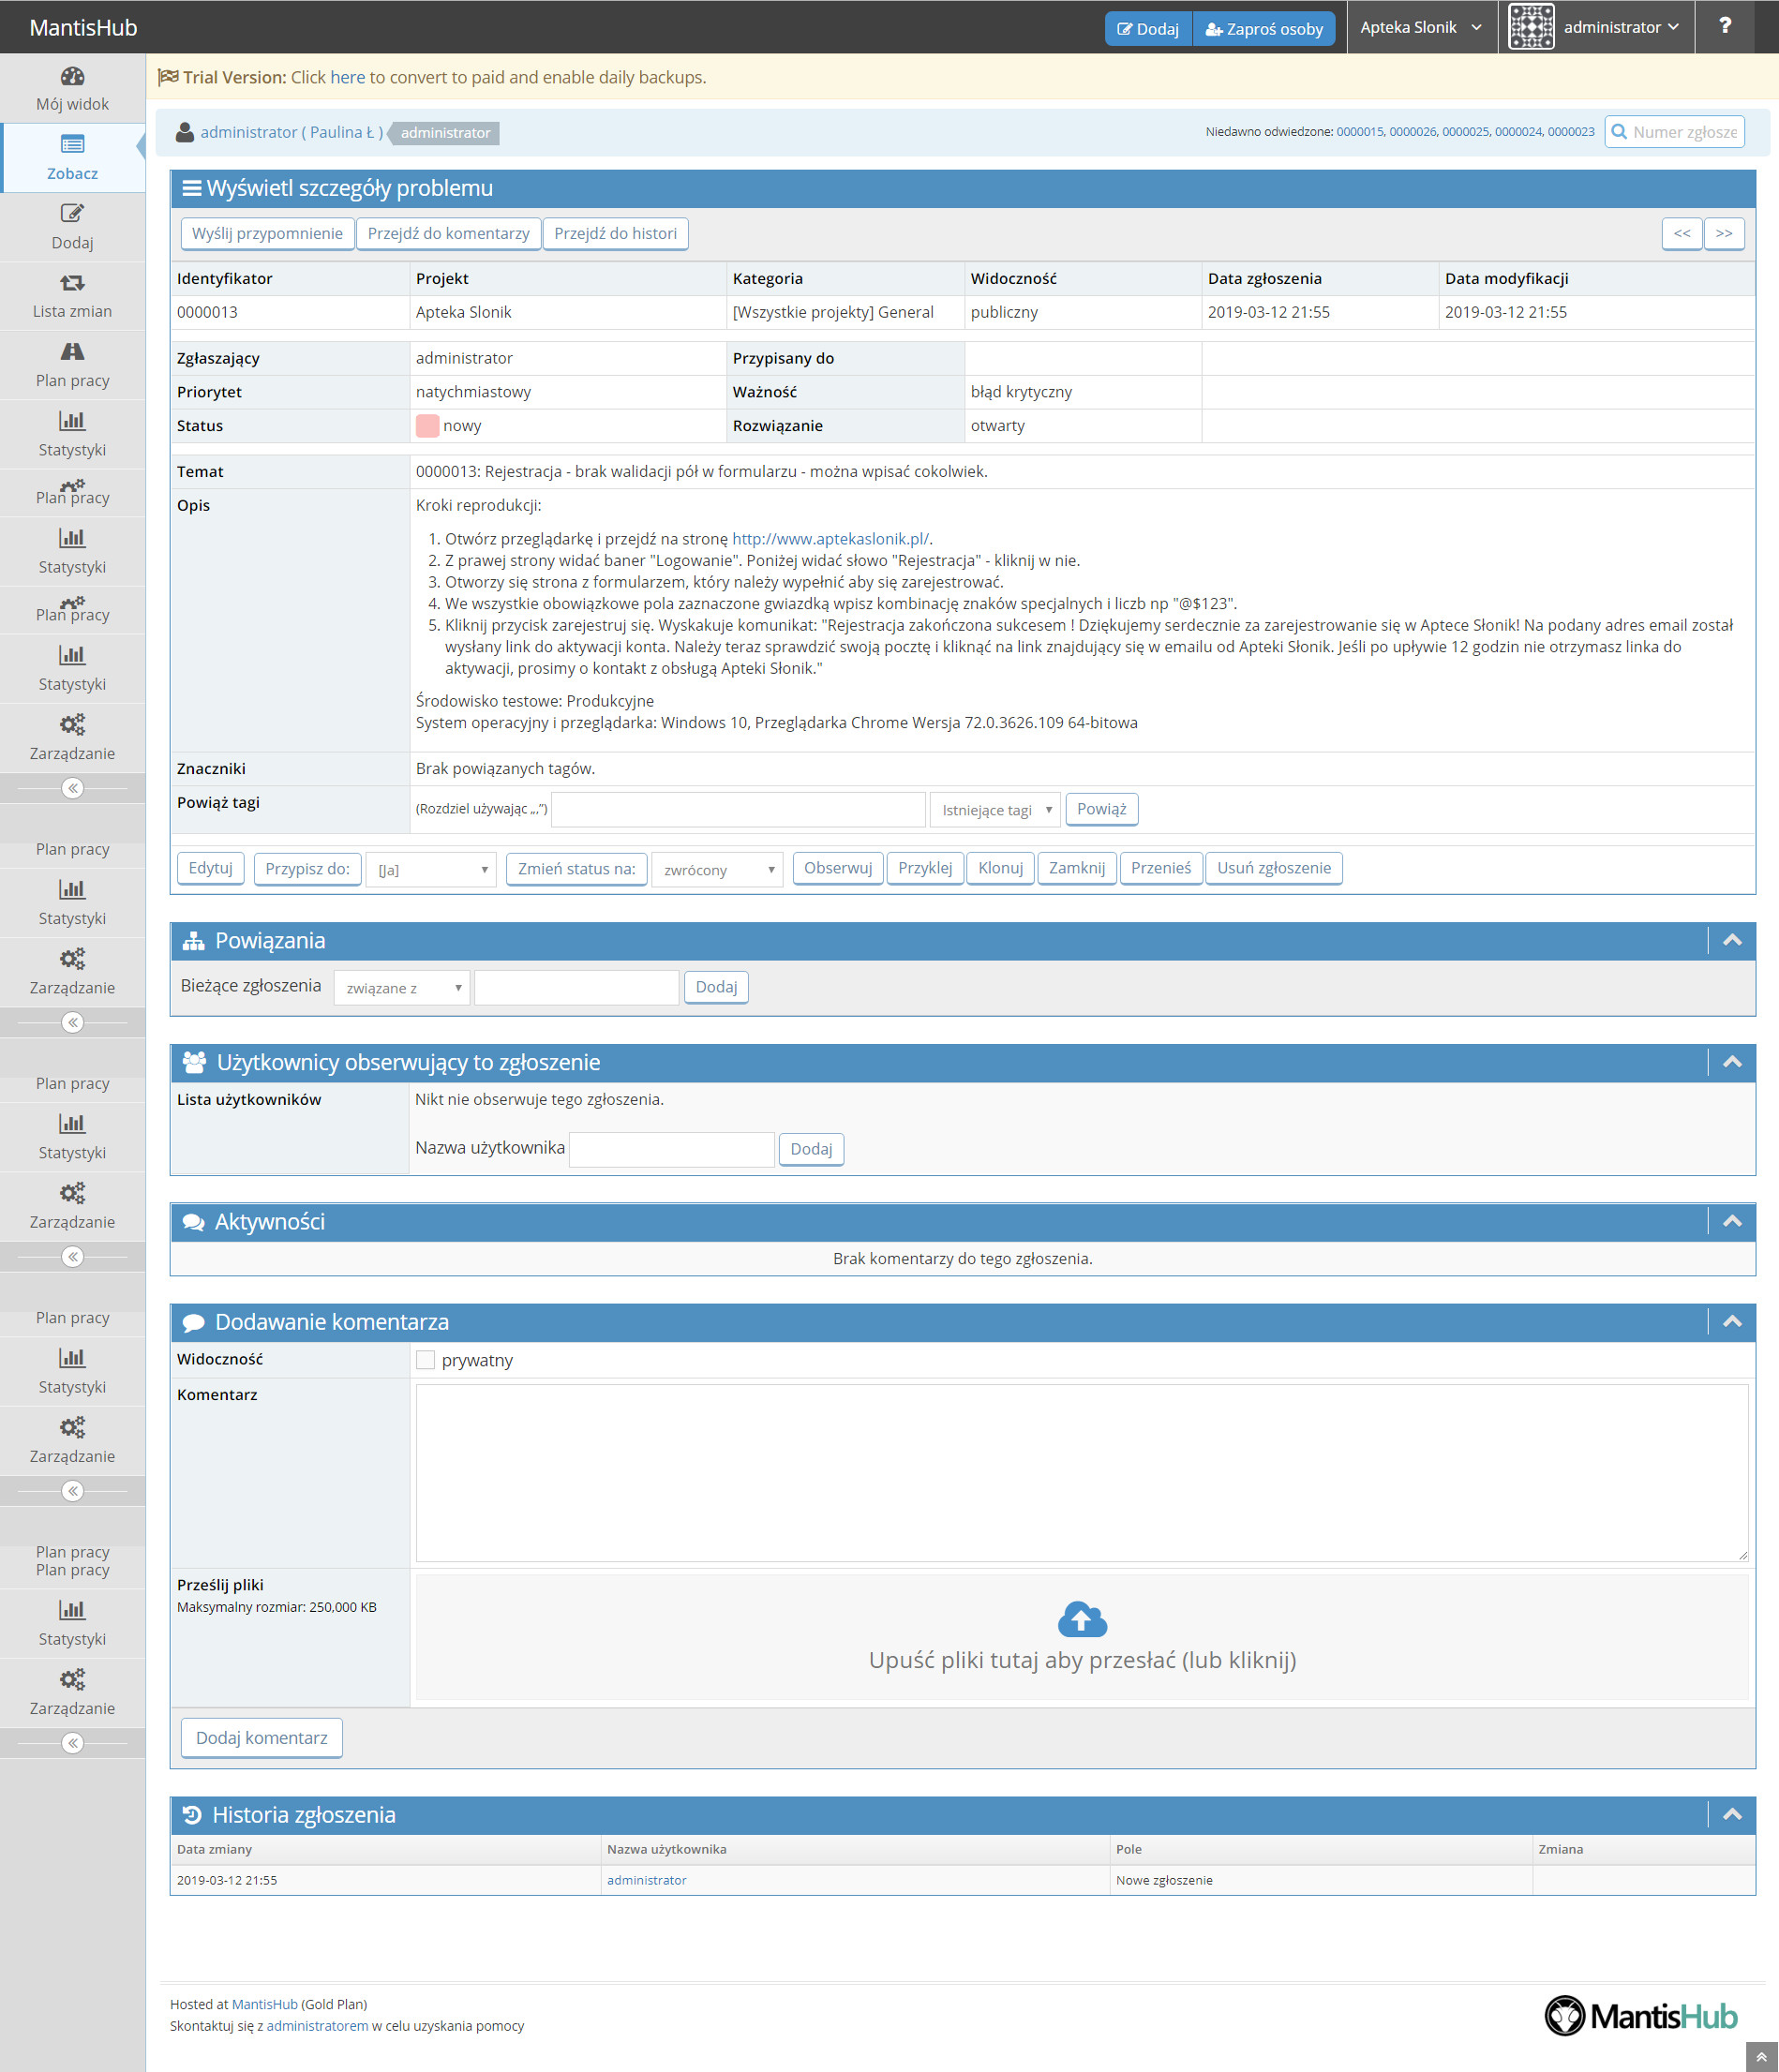 MantisHub
Dodaj
Zaproś osoby
Apteka Slonik
administrator
?
Trial Version: Click here to convert to paid and enable daily backups.
administrator ( Paulina Ł ) administrator
Niedawno odwiedzone: 0000015, 0000026, 0000025, 0000024, 0000023
Numer zgłosze
Mój widok
Zobacz
Dodaj
Lista zmian
Plan pracy
Statystyki
Plan pracy
Statystyki
Plan pracy
Statystyki
Zarządzanie
Plan pracy
Statystyki
Zarządzanie
Plan pracy
Statystyki
Zarządzanie
Plan pracy
Statystyki
Zarządzanie
Plan pracy
Plan pracy
Statystyki
Zarządzanie
Wyświetl szczegóły problemu
Wyślij przypomnienie Przejdź do komentarzy Przejdź do histori << >>
Identyfikator Projekt Kategoria Widoczność Data zgłoszenia Data modyfikacji
0000013 Apteka Slonik [Wszystkie projekty] General publiczny 2019-03-12 21:55 2019-03-12 21:55
Zgłaszający administrator Przypisany do
Priorytet natychmiastowy Ważność błąd krytyczny
Status nowy Rozwiązanie otwarty
Temat 0000013: Rejestracja - brak walidacji pół w formularzu - można wpisać cokolwiek.
Opis Kroki reprodukcji:
1. Otwórz przeglądarkę i przejdź na stronę http://www.aptekaslonik.pl/.
2. Z prawej strony widać baner "Logowanie". Poniżej widać słowo "Rejestracja" - kliknij w nie.
3. Otworzy się strona z formularzem, który należy wypełnić aby się zarejestrować.
4. We wszystkie obowiązkowe pola zaznaczone gwiazdką wpisz kombinację znaków specjalnych i liczb np "@$123".
5. Kliknij przycisk zarejestruj się. Wyskakuje komunikat: "Rejestracja zakończona sukcesem ! Dziękujemy serdecznie za zarejestrowanie się w Aptece Słonik! Na podany adres email został
wysłany link do aktywacji konta. Należy teraz sprawdzić swoją pocztę i kliknąć na link znajdujący się w emailu od Apteki Słonik. Jeśli po upływie 12 godzin nie otrzymasz linka do
aktywacji, prosimy o kontakt z obsługą Apteki Słonik."
Środowisko testowe: Produkcyjne
System operacyjny i przeglądarka: Windows 10, Przeglądarka Chrome Wersja 72.0.3626.109 64-bitowa
Znaczniki Brak powiązanych tagów.
Powiąż tagi (Rozdziel używając „,”) Istniejące tagi Powiąż
Edytuj Przypisz do: [Ja] Zmień status na: zwrócony Obserwuj Przyklej Klonuj Zamknij Przenieś Usuń zgłoszenie
Powiązania
Bieżące zgłoszenia związane z Dodaj
Użytkownicy obserwujący to zgłoszenie
Lista użytkowników Nikt nie obserwuje tego zgłoszenia.
Nazwa użytkownika Dodaj
Aktywności
Brak komentarzy do tego zgłoszenia.
Dodawanie komentarza
Widoczność prywatny
Komentarz
Prześlij pliki
Maksymalny rozmiar: 250,000 KB
Upuść pliki tutaj aby przesłać (lub kliknij)
Dodaj komentarz
Historia zgłoszenia
Data zmiany Nazwa użytkownika Pole Zmiana
2019-03-12 21:55 administrator Nowe zgłoszenie
Hosted at MantisHub (Gold Plan)
Skontaktuj się z administratorem w celu uzyskania pomocy
MantisHub